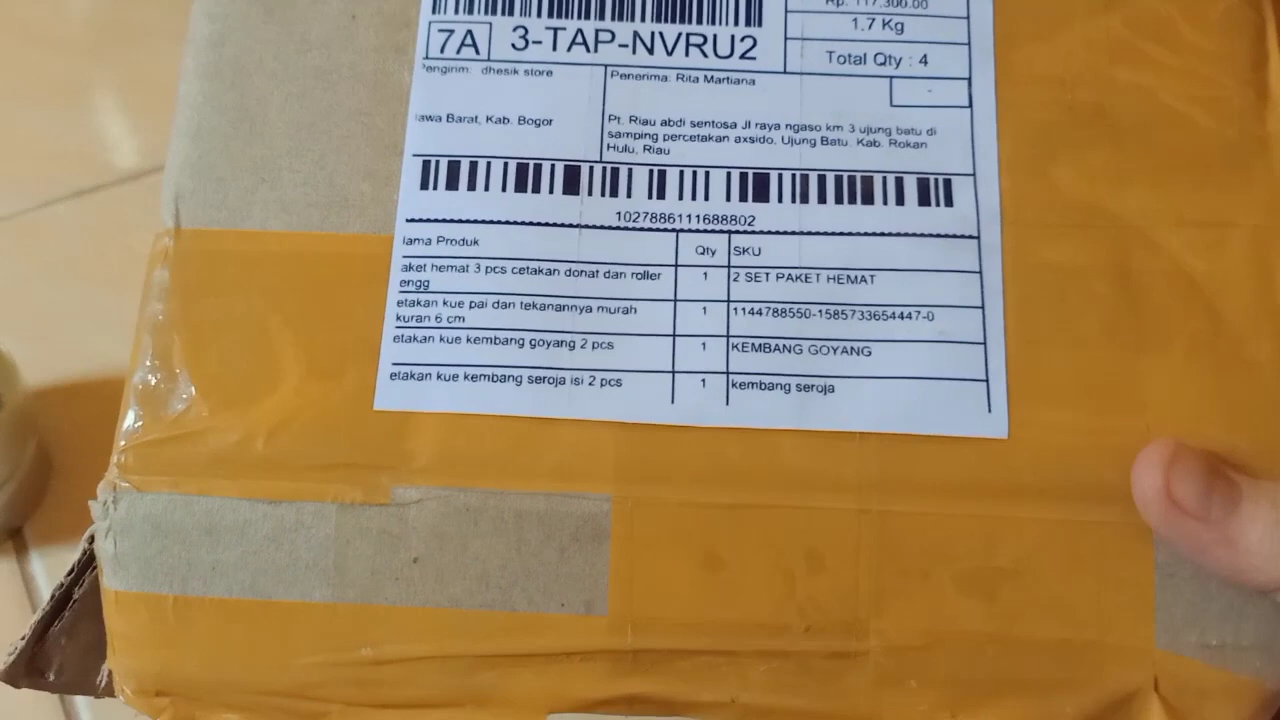 Rp. 117,300.00
1.7 Kg
7A 3-TAP-NVRU2
Total Qty : 4
engirim: dhesik store
Penerima: Rita Martiana
-
awa Barat, Kab. Bogor
Pt. Riau abdi sentosa Jl raya ngaso km 3 ujung batu di
samping percetakan axsido, Ujung Batu. Kab. Rokan
Hulu, Riau
1027886111688802
lama Produk Qty SKU
aket hemat 3 pcs cetakan donat dan roller
engg
1 2 SET PAKET HEMAT
etakan kue pai dan tekanannya murah
kuran 6 cm
1 1144788550-1585733654447-0
etakan kue kembang goyang 2 pcs 1 KEMBANG GOYANG
etakan kue kembang seroja isi 2 pcs 1 kembang seroja